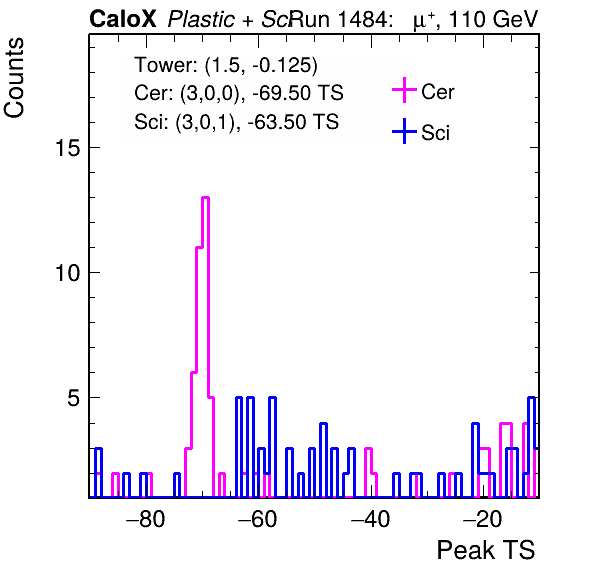 CaloX Plastic + SciRun 1484: μ⁺, 110 GeV
Counts
Tower: (1.5, -0.125)
Cer: (3,0,0), -69.50 TS
Sci: (3,0,1), -63.50 TS
Cer
Sci
15
10
5
−80 −60 −40 −20
Peak TS